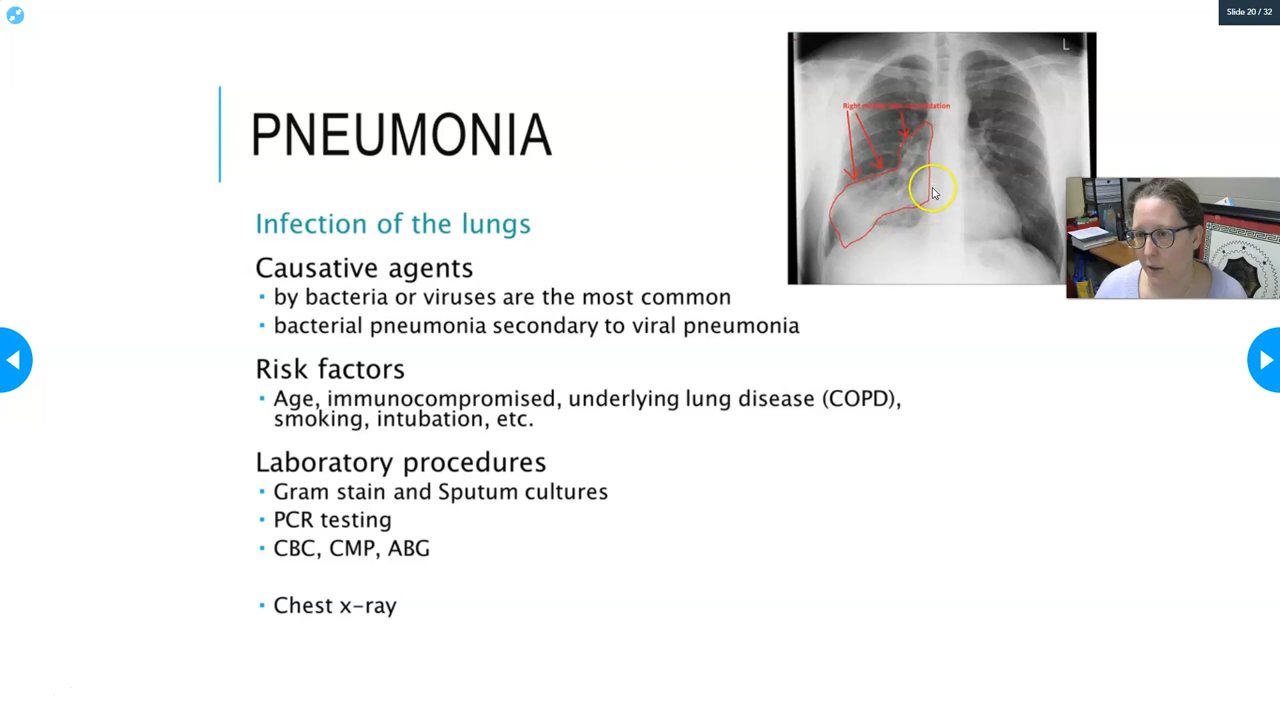 Slide 20 / 32
L
Right
PNEUMONIA
Infection of the lungs
Causative agents
▪ by bacteria or viruses are the most common
▪ bacterial pneumonia secondary to viral pneumonia
Risk factors
▪ Age, immunocompromised, underlying lung disease (COPD),
smoking, intubation, etc.
Laboratory procedures
▪ Gram stain and Sputum cultures
▪ PCR testing
▪ CBC, CMP, ABG
▪ Chest x-ray